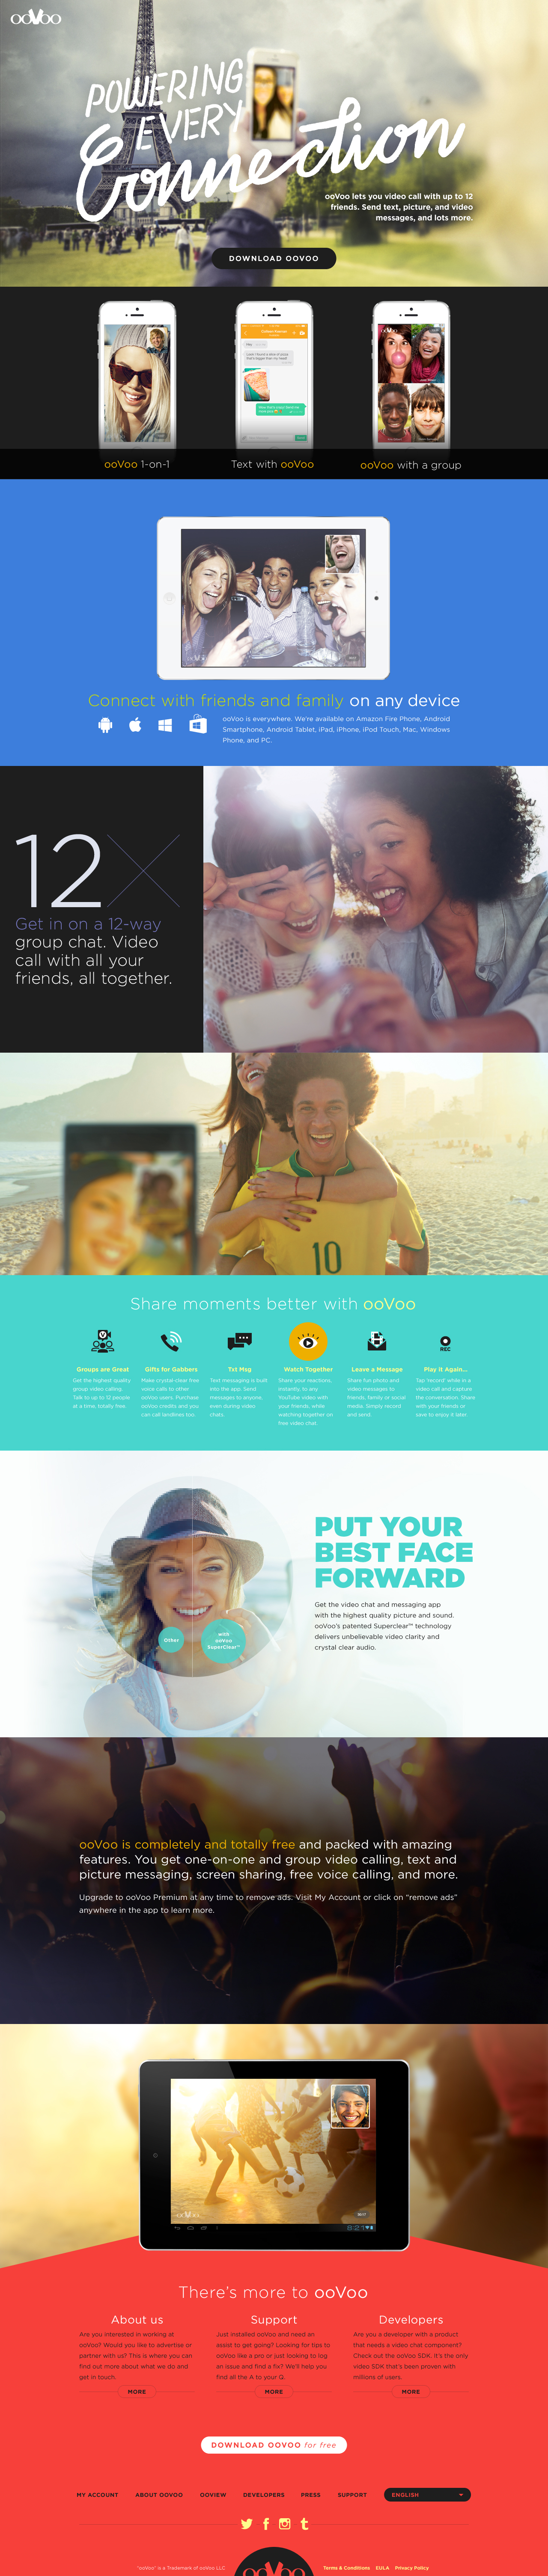 ooVoo
POWERING
EVERY
Connection
ooVoo lets you video call with up to 12
friends. Send text, picture, and video
messages, and lots more.
DOWNLOAD OOVOO
ooVoo 1-on-1
Text with ooVoo
ooVoo with a group
Connect with friends and family on any device
ooVoo is everywhere. We're available on Amazon Fire Phone, Android
Smartphone, Android Tablet, iPad, iPhone, iPod Touch, Mac, Windows
Phone, and PC.
12X
Get in on a 12-way
group chat. Video
call with all your
friends, all together.
10
Share moments better with ooVoo
REC
Groups are Great
Get the highest quality
group video calling.
Talk to up to 12 people
at a time, totally free.
Gifts for Gabbers
Make crystal-clear free
voice calls to other
ooVoo users. Purchase
ooVoo credits and you
can call landlines too.
Txt Msg
Text messaging is built
into the app. Send
messages to anyone,
even during video
chats.
Watch Together
Share your reactions,
instantly, to any
YouTube video with
your friends, while
watching together on
free video chat.
Leave a Message
Share fun photo and
video messages to
friends, family or social
media. Simply record
and send.
Play it Again...
Tap 'record' while in a
video call and capture
the conversation. Share
with your friends or
save to enjoy it later.
PUT YOUR
BEST FACE
FORWARD
Get the video chat and messaging app
with the highest quality picture and sound.
ooVoo's patented Superclear™ technology
delivers unbelievable video clarity and
crystal clear audio.
Other
with
ooVoo
SuperClear™
ooVoo is completely and totally free and packed with amazing
features. You get one-on-one and group video calling, text and
picture messaging, screen sharing, free voice calling, and more.
Upgrade to ooVoo Premium at any time to remove ads. Visit My Account or click on "remove ads"
anywhere in the app to learn more.
ooVoo
There's more to ooVoo
About us
Are you interested in working at
ooVoo? Would you like to advertise or
partner with us? This is where you can
find out more about what we do and
get in touch.
MORE
Support
Just installed ooVoo and need an
assist to get going? Looking for tips to
ooVoo like a pro or just looking to log
an issue and find a fix? We'll help you
find all the A to your Q.
MORE
Developers
Are you a developer with a product
that needs a video chat component?
Check out the ooVoo SDK. It's the only
video SDK that's been proven with
millions of users.
MORE
DOWNLOAD OOVOO for free
MY ACCOUNT ABOUT OOVOO OOVIEW DEVELOPERS PRESS SUPPORT ENGLISH
"ooVoo" is a Trademark of ooVoo LLC
ooVoo
Terms & Conditions EULA Privacy Policy